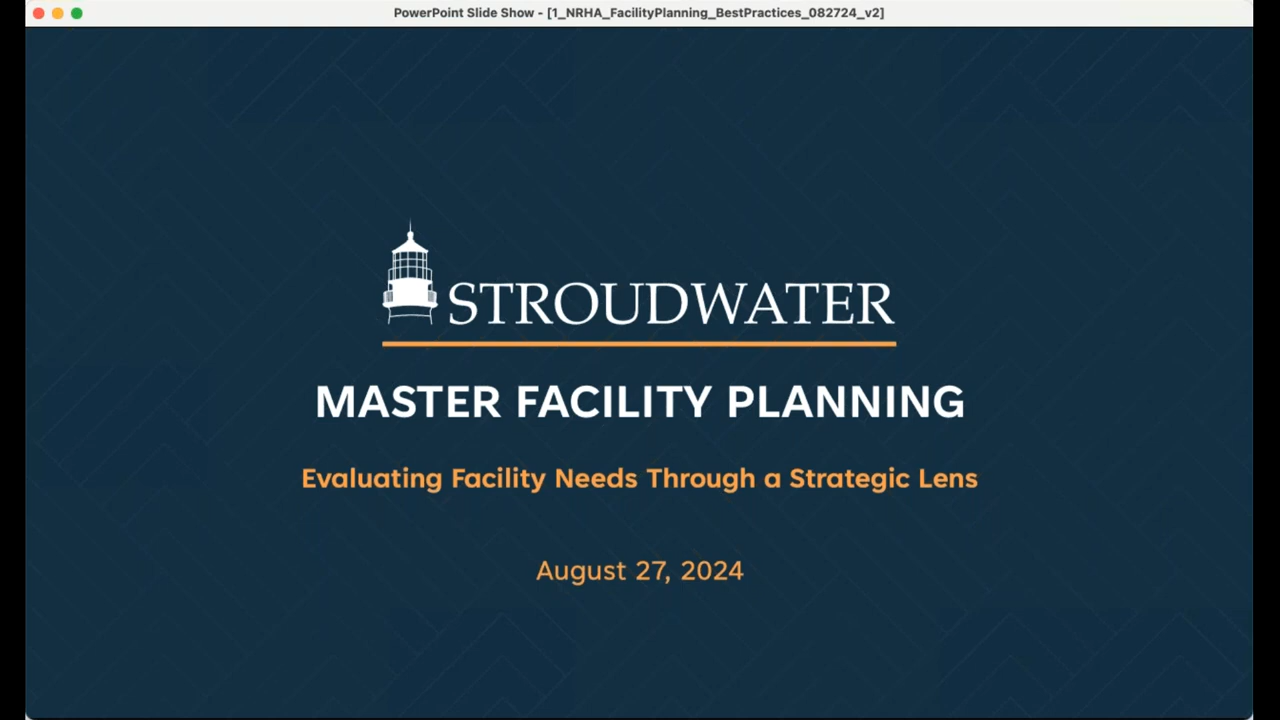 PowerPoint Slide Show - [1_NRHA_FacilityPlanning_BestPractices_082724_v2]
STROUDWATER
MASTER FACILITY PLANNING
Evaluating Facility Needs Through a Strategic Lens
August 27, 2024